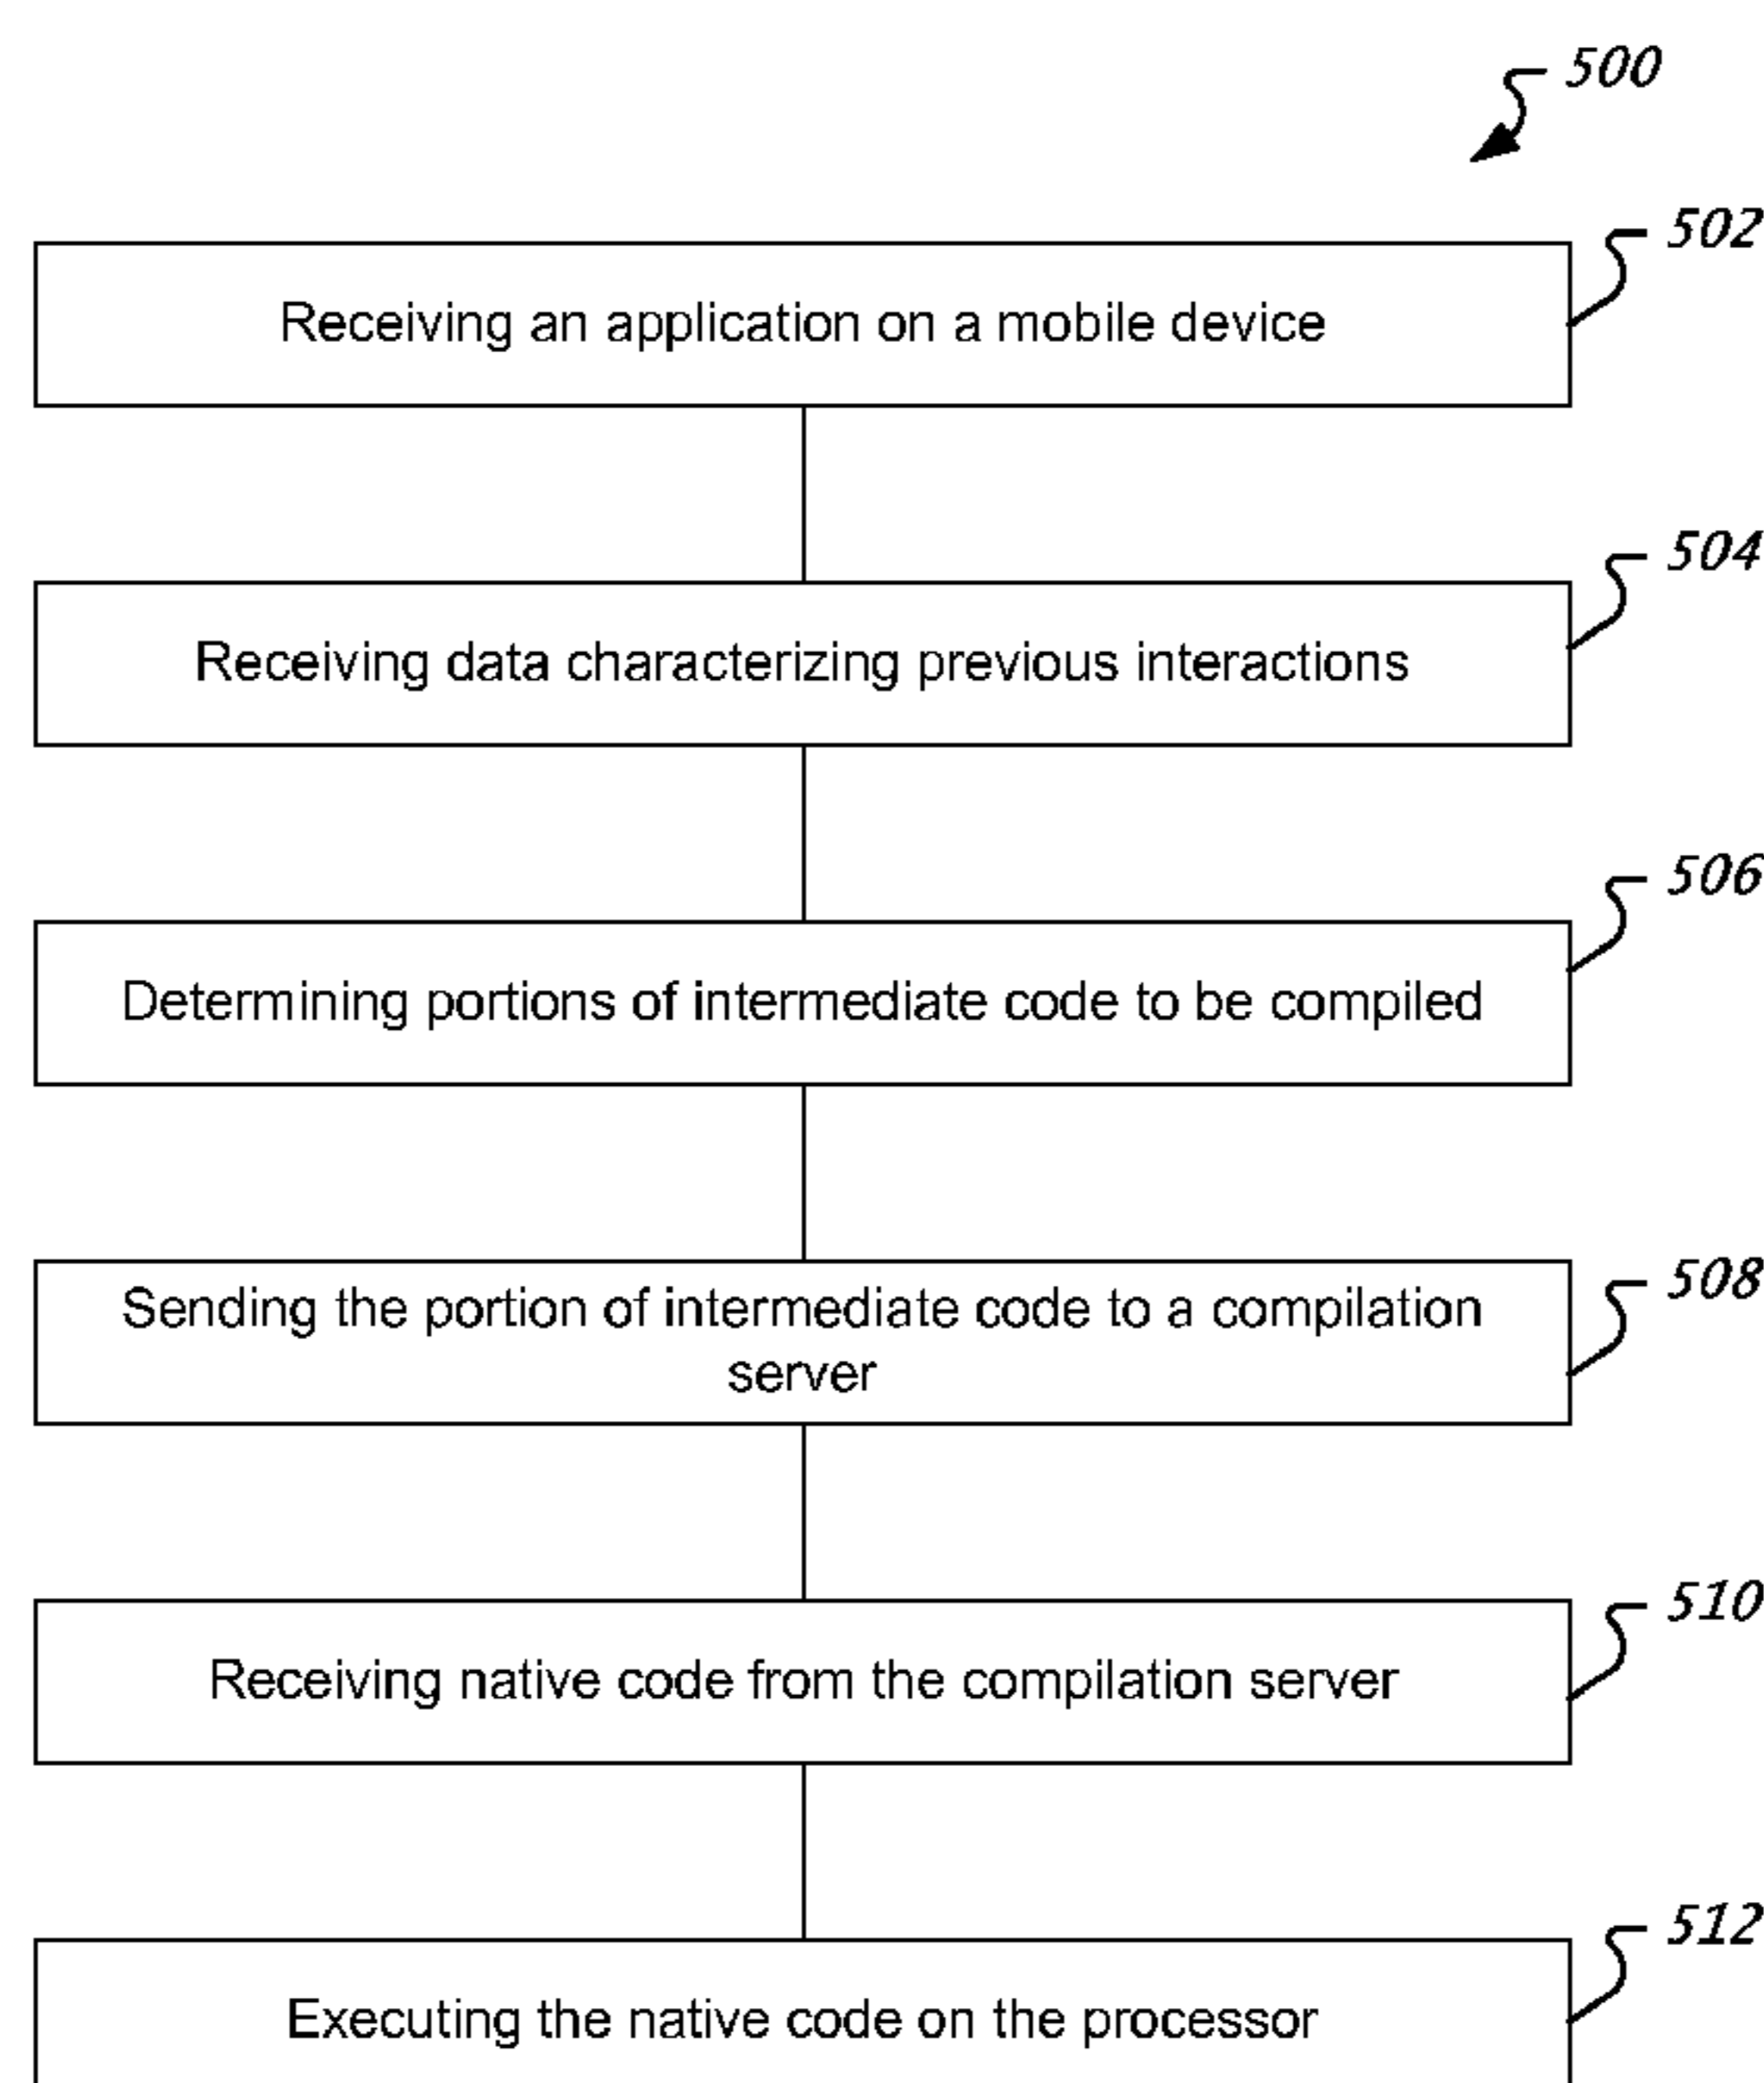 500
502
Receiving an application on a mobile device
504
Receiving data characterizing previous interactions
506
Determining portions of intermediate code to be compiled
508
Sending the portion of intermediate code to a compilation
server
510
Receiving native code from the compilation server
512
Executing the native code on the processor